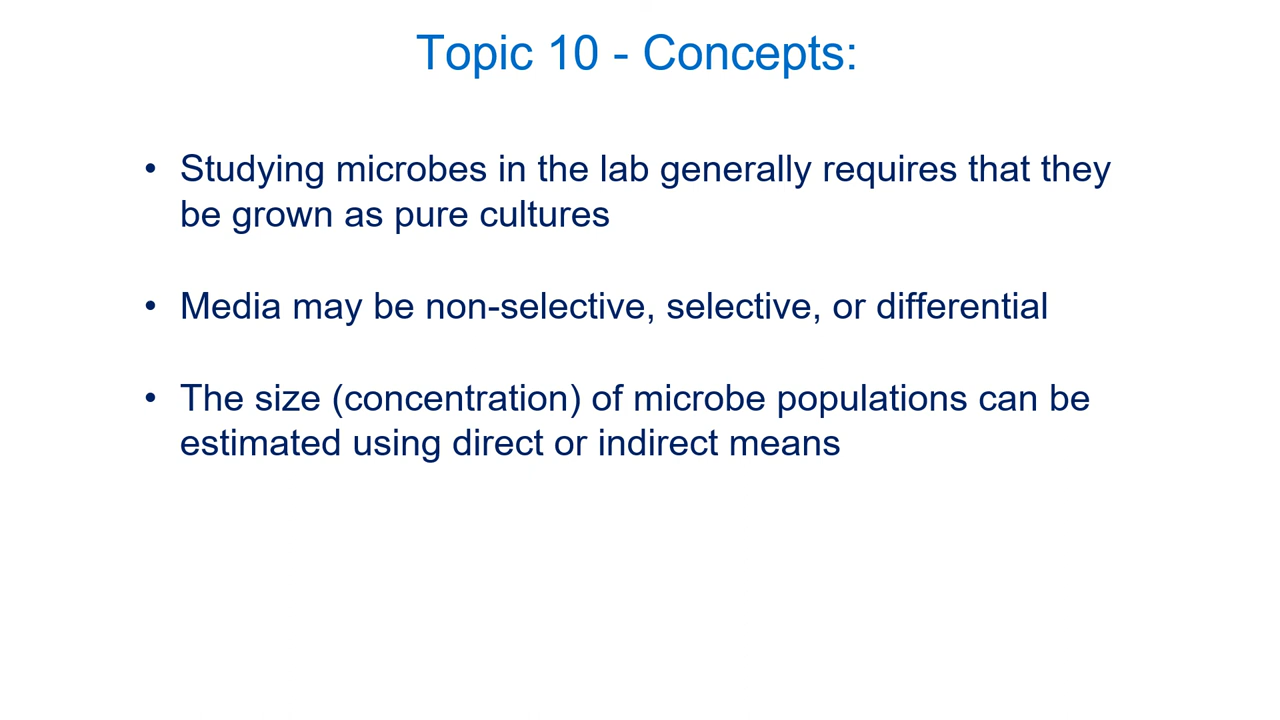 Topic 10 - Concepts:
• Studying microbes in the lab generally requires that they
be grown as pure cultures
• Media may be non-selective, selective, or differential
• The size (concentration) of microbe populations can be
estimated using direct or indirect means